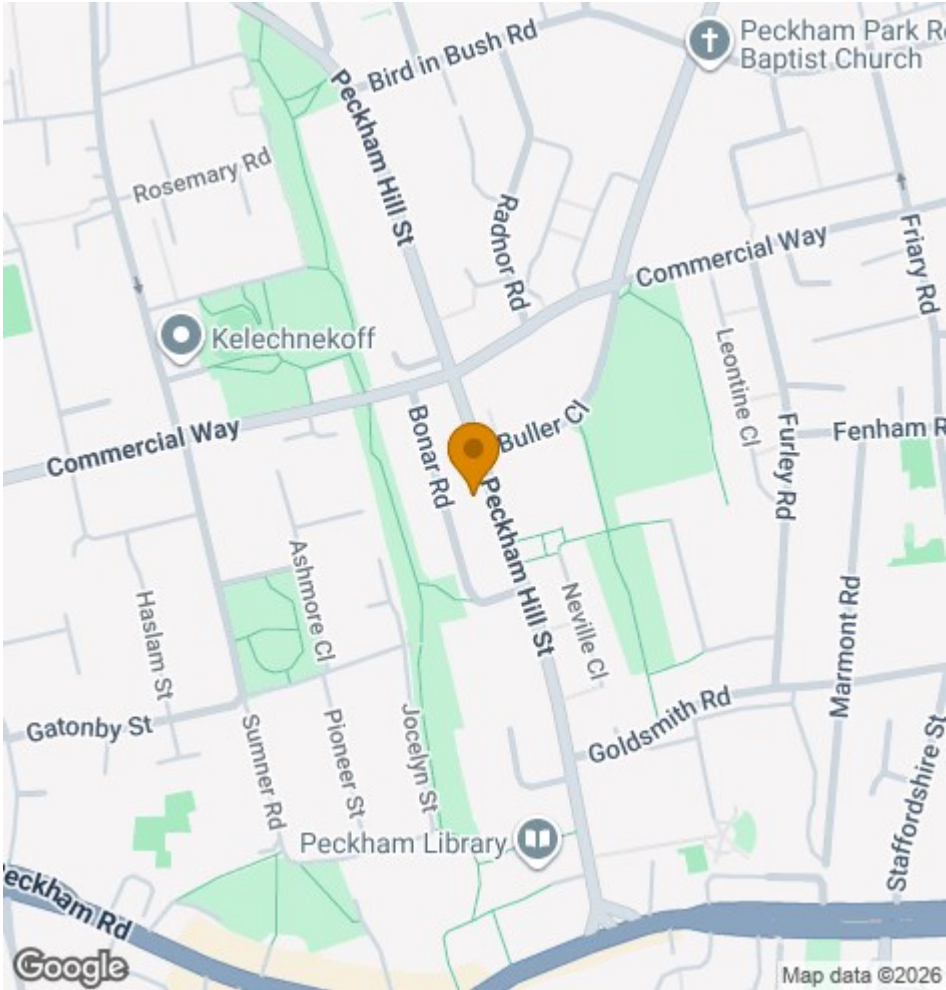 Peckham Park R
Baptist Church
Bird in Bush Rd
Peckham Hill St
Rosemary Rd
Radnor Rd
Commercial Way
Friary Rd
Kelechnekoff
Leontine Cl
Commercial Way
Bonar Rd
Buller Cl
Furley Rd
Fenham R
Peckham Hill St
Ashmore Cl
Haslam St
Neville Cl
Marmont Rd
Gatonby St
Sumner Rd
Pioneer St
Jocelyn St
Goldsmith Rd
Staffordshire St
Peckham Library
eckham Rd
Google
Map data ©2026